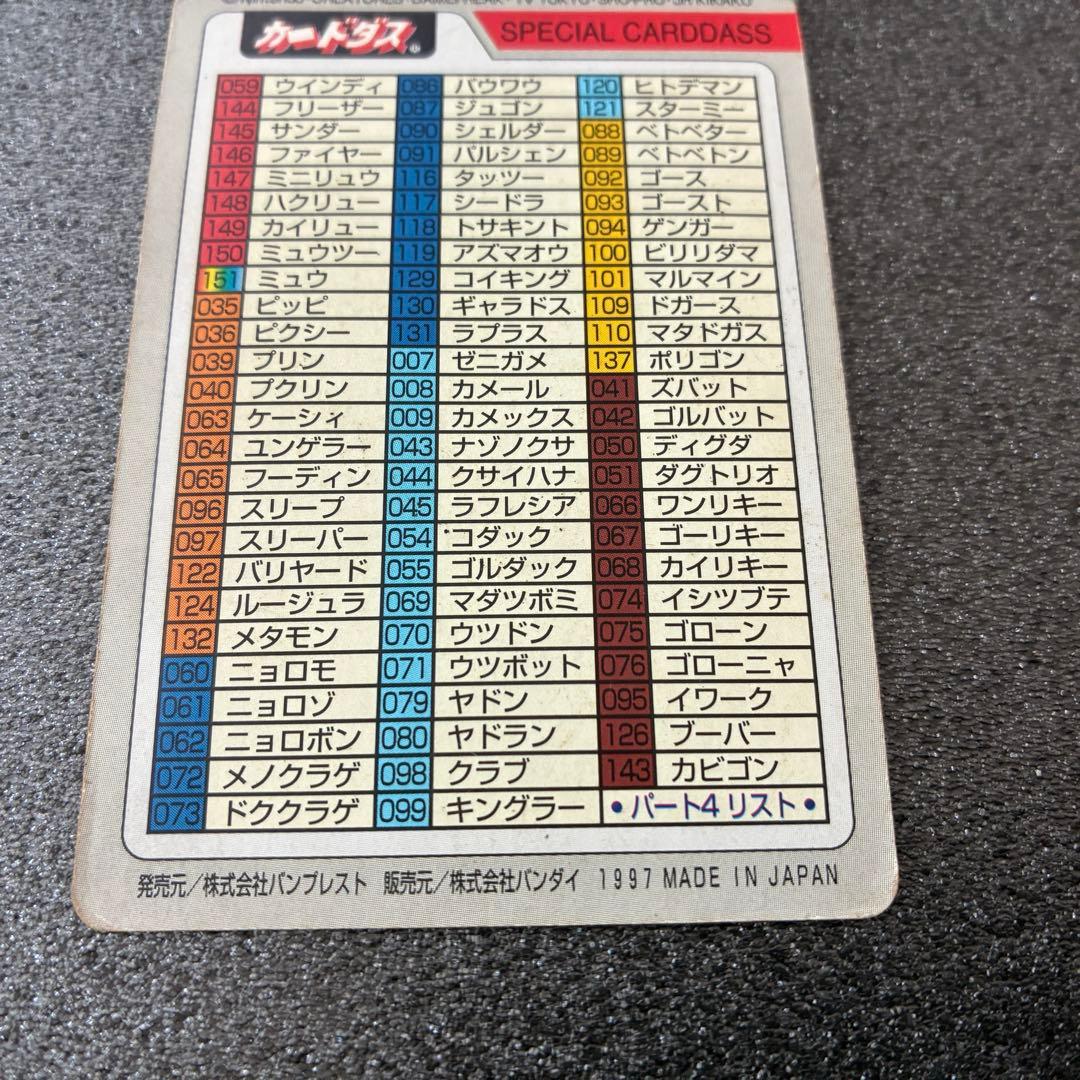 カードダス
SPECIAL CARDDASS
059 ウインディ 086 パウワウ 120 ヒトデマン
144 フリーザー 087 ジュゴン 121 スターミー
145 サンダー 090 シェルダー 088 ベトベター
146 ファイヤー 091 パルシェン 089 ベトベトン
147 ミニリュウ 116 タッツー 092 ゴース
148 ハクリュー 117 シードラ 093 ゴースト
149 カイリュー 118 トサキント 094 ゲンガー
150 ミュウツー 119 アズマオウ 100 ビリリダマ
151 ミュウ 129 コイキング 101 マルマイン
035 ピッピ 130 ギャラドス 109 ドガース
036 ピクシー 131 ラプラス 110 マタドガス
039 プリン 007 ゼニガメ 137 ポリゴン
040 プクリン 008 カメール 041 ズバット
063 ケーシィ 009 カメックス 042 ゴルバット
064 ユンゲラー 043 ナゾノクサ 050 ディグダ
065 フーディン 044 クサイハナ 051 ダグトリオ
096 スリープ 045 ラフレシア 066 ワンリキー
097 スリーパー 054 コダック 067 ゴーリキー
122 バリヤード 055 ゴルダック 068 カイリキー
124 ルージュラ 069 マダツボミ 074 イシツブテ
132 メタモン 070 ウツドン 075 ゴローン
060 ニョロモ 071 ウツボット 076 ゴローニャ
061 ニョロゾ 079 ヤドン 095 イワーク
062 ニョロボン 080 ヤドラン 126 ブーバー
072 メノクラゲ 098 クラブ 143 カビゴン
073 ドククラゲ 099 キングラー •パート4 リスト•
発売元／株式会社バンプレスト 販売元／株式会社バンダイ 1997 MADE IN JAPAN